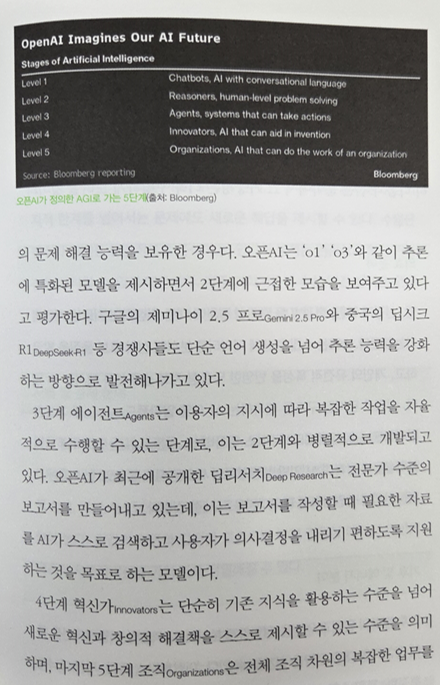 OpenAI Imagines Our AI Future
Stages of Artificial Intelligence
Level 1 Chatbots, AI with conversational language
Level 2 Reasoners, human-level problem solving
Level 3 Agents, systems that can take actions
Level 4 Innovators, AI that can aid in invention
Level 5 Organizations, AI that can do the work of an organization
Source: Bloomberg reporting Bloomberg
오픈AI가 정의한 AGI로 가는 5단계(출처: Bloomberg)
의 문제 해결 능력을 보유한 경우다. 오픈AI는 ‘o1’ ‘o3’와 같이 추론
에 특화된 모델을 제시하면서 2단계에 근접한 모습을 보여주고 있다
고 평가한다. 구글의 제미나이 2.5 프로Gemini 2.5 Pro와 중국의 딥시크
R1DeepSeek-R1 등 경쟁사들도 단순 언어 생성을 넘어 추론 능력을 강화
하는 방향으로 발전해나가고 있다.
3단계 에이전트Agents는 이용자의 지시에 따라 복잡한 작업을 자율
적으로 수행할 수 있는 단계로, 이는 2단계와 병렬적으로 개발되고
있다. 오픈AI가 최근에 공개한 딥리서치Deep Research는 전문가 수준의
보고서를 만들어내고 있는데, 이는 보고서를 작성할 때 필요한 자료
를 AI가 스스로 검색하고 사용자가 의사결정을 내리기 편하도록 지원
하는 것을 목표로 하는 모델이다.
4단계 혁신가Innovators는 단순히 기존 지식을 활용하는 수준을 넘어
새로운 혁신과 창의적 해결책을 스스로 제시할 수 있는 수준을 의미
하며, 마지막 5단계 조직Organizations은 전체 조직 차원의 복잡한 업무를